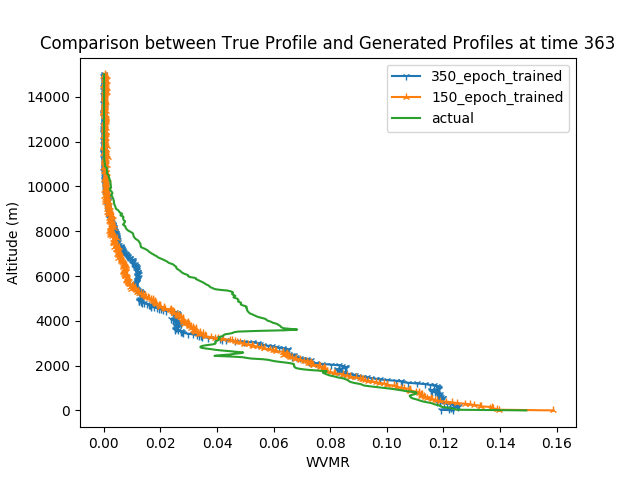 Comparison between True Profile and Generated Profiles at time 363
350_epoch_trained
150_epoch_trained
actual
Altitude (m)
14000
12000
10000
8000
6000
4000
2000
0
0.00 0.02 0.04 0.06 0.08 0.10 0.12 0.14 0.16
WVMR